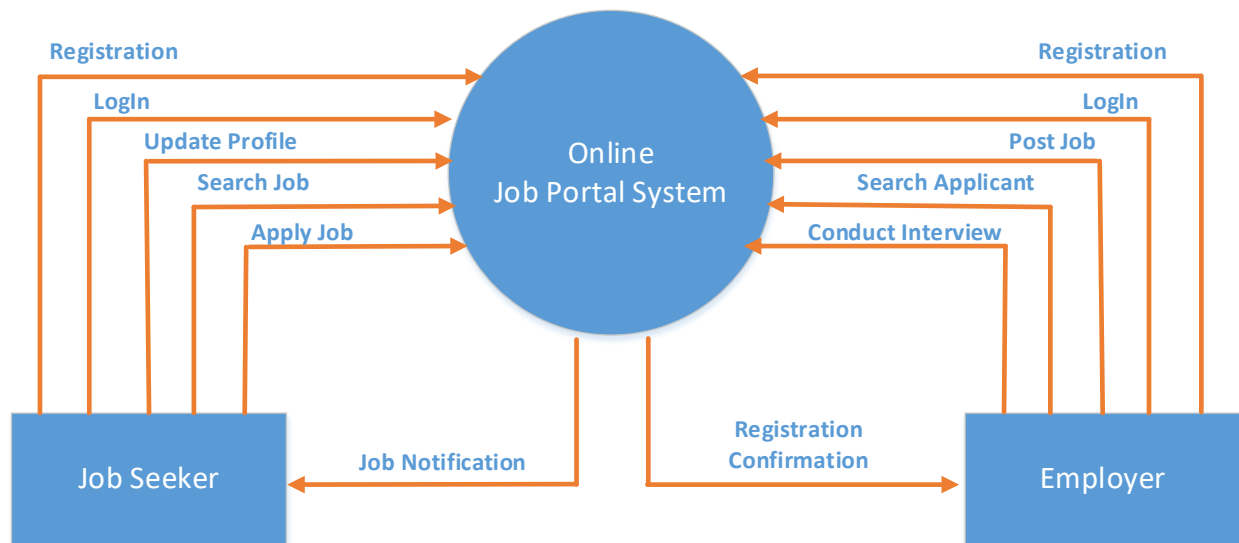 Registration
LogIn
Update Profile
Search Job
Apply Job
Online
Job Portal System
Registration
LogIn
Post Job
Search Applicant
Conduct Interview
Job Seeker
Job Notification
Registration
Confirmation
Employer